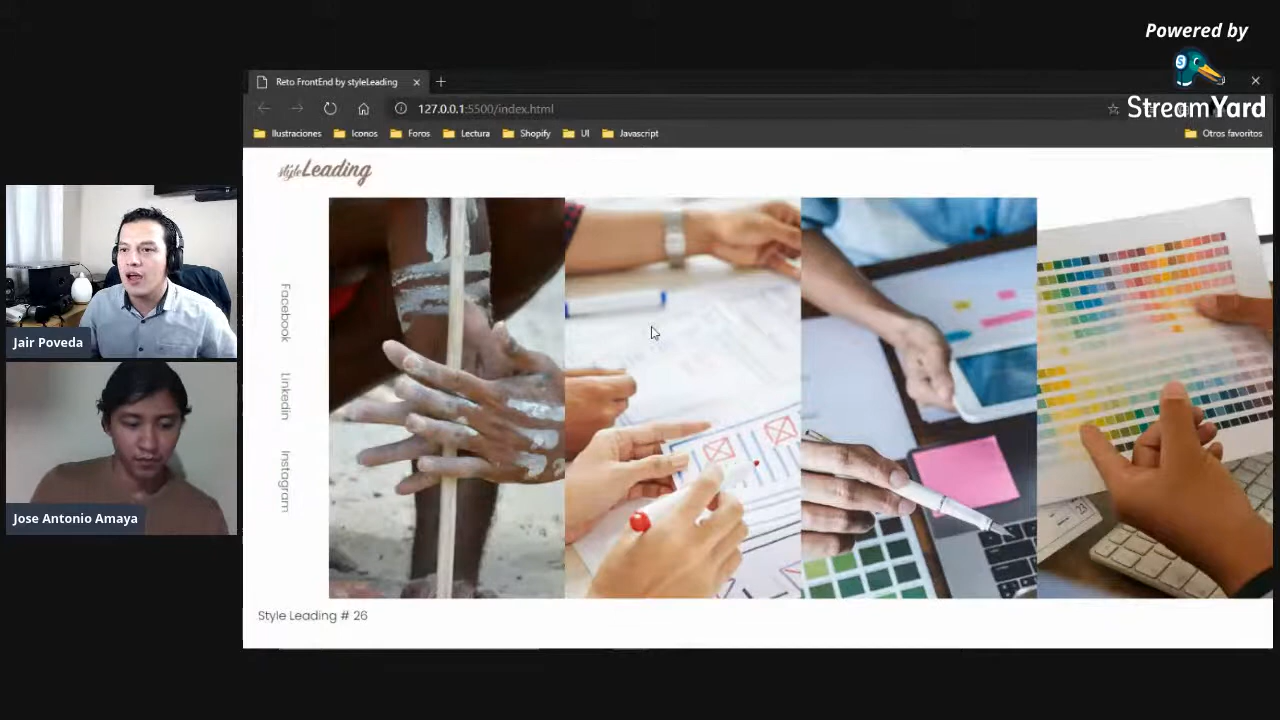 Powered by
StreamYard
Reto FrontEnd by styleLeading
127.0.0.1:5500/index.html
Ilustraciones
Iconos
Foros
Lectura
Shopify
UI
Javascript
Otros favoritos
styleLeading
Facebook
Linkedin
Instagram
23
Style Leading # 26
Jair Poveda
Jose Antonio Amaya